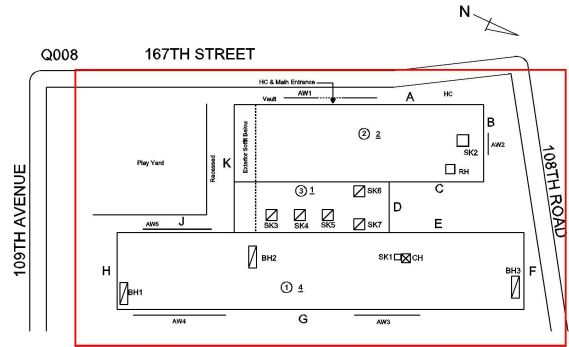 N
Q008
167TH STREET
HC & Main Entrance
Vault
AW1
A
HC
B
Exterior Soffit Below
② 2
SK2
AW2
Play Yard
Recessed
K
RH
C
108TH ROAD
③ 1
SK6
D
109TH AVENUE
J
AW5
SK3
SK4
SK5
SK7
E
H
BH2
SK1
CH
BH3
F
BH1
① 4
AW4
G
AW3